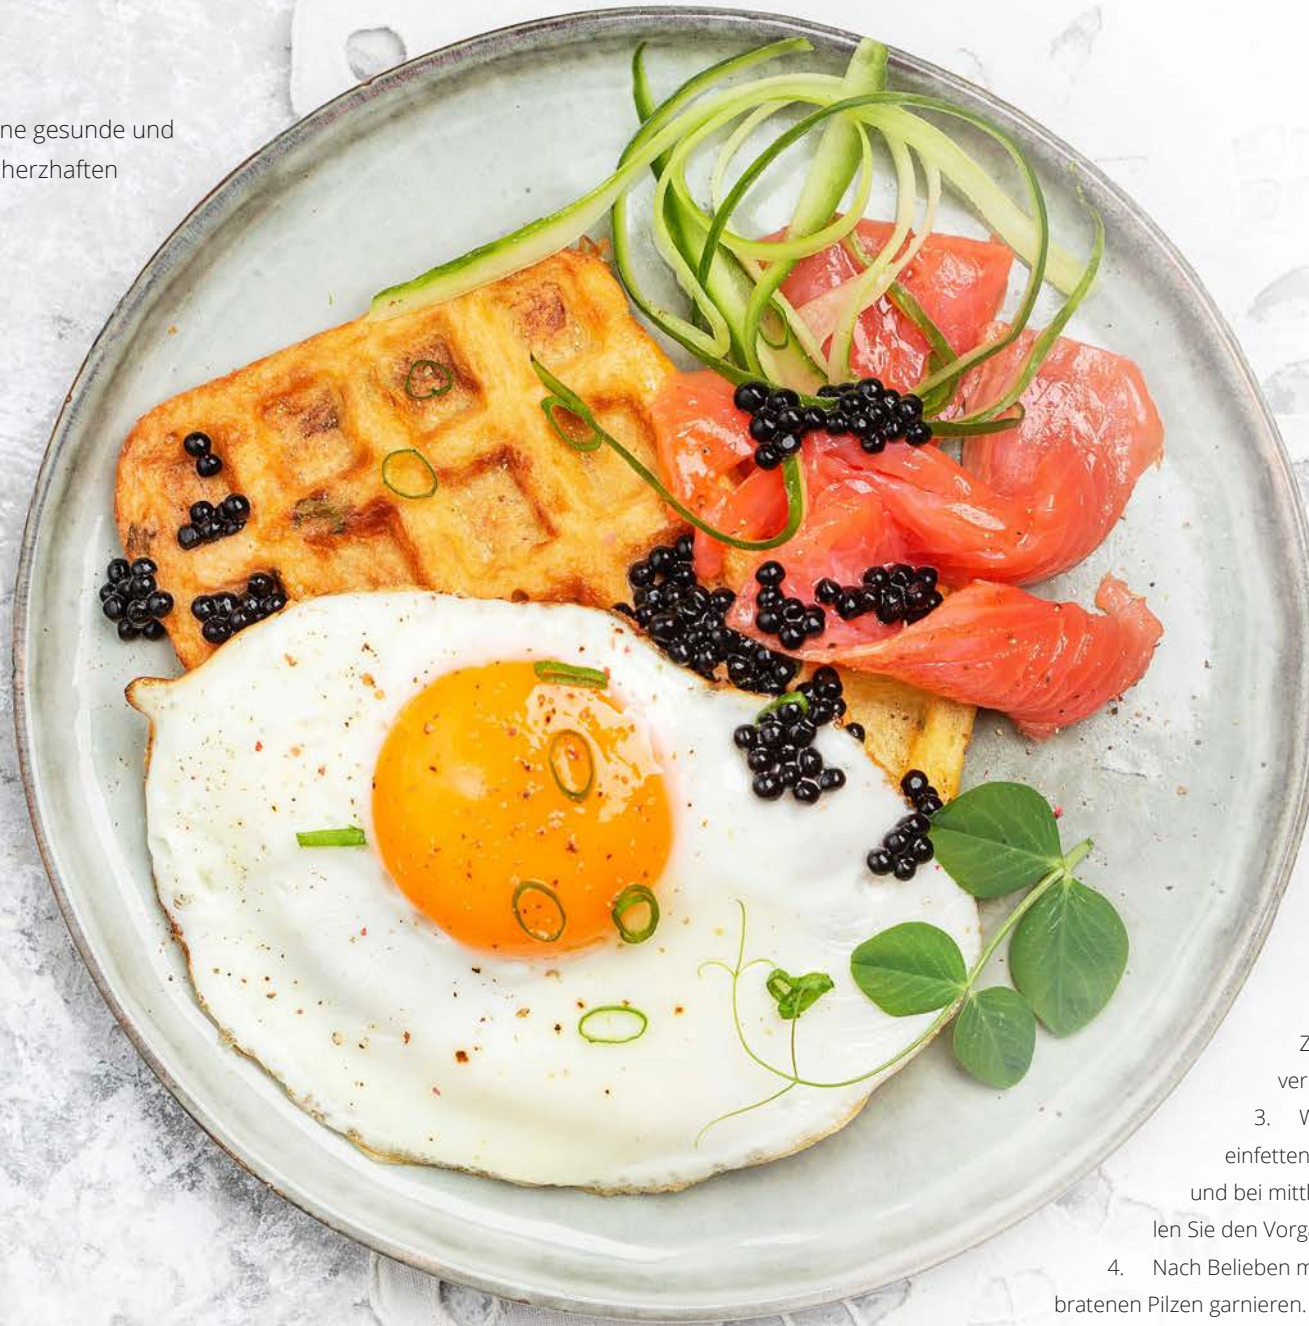 ne gesunde und
herzhaften
Z
ver
3. W
einfetten
und bei mittl
len Sie den Vorg
4. Nach Belieben m
bratenen Pilzen garnieren.